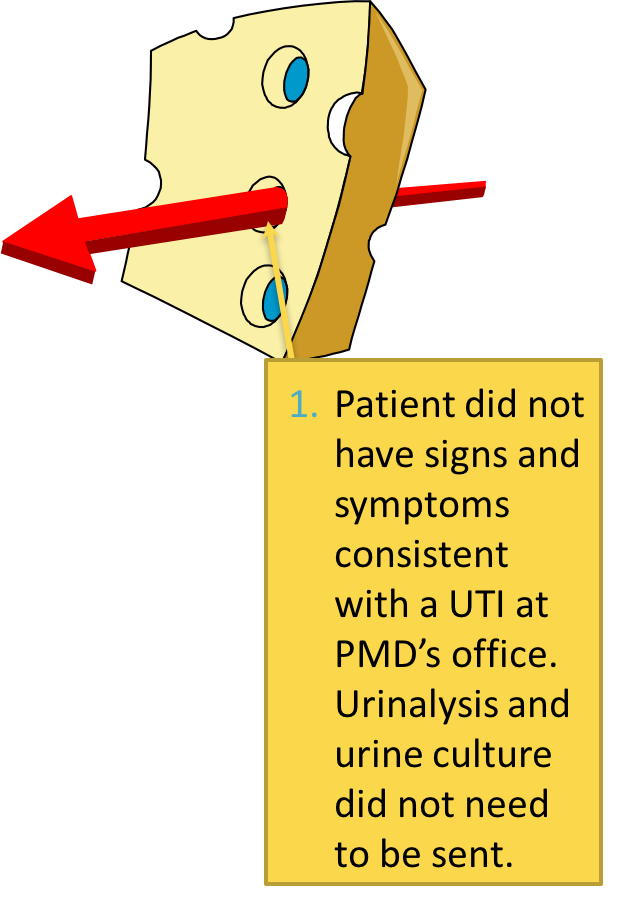 1. Patient did not
have signs and
symptoms
consistent
with a UTI at
PMD’s office.
Urinalysis and
urine culture
did not need
to be sent.